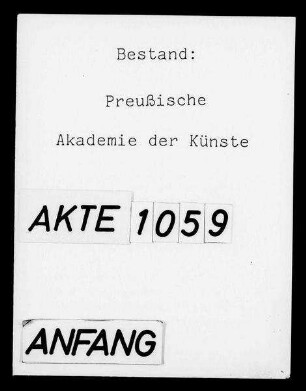 Bestand:
Preußische
Akademie der Künste
AKTE 1059
ANFANG